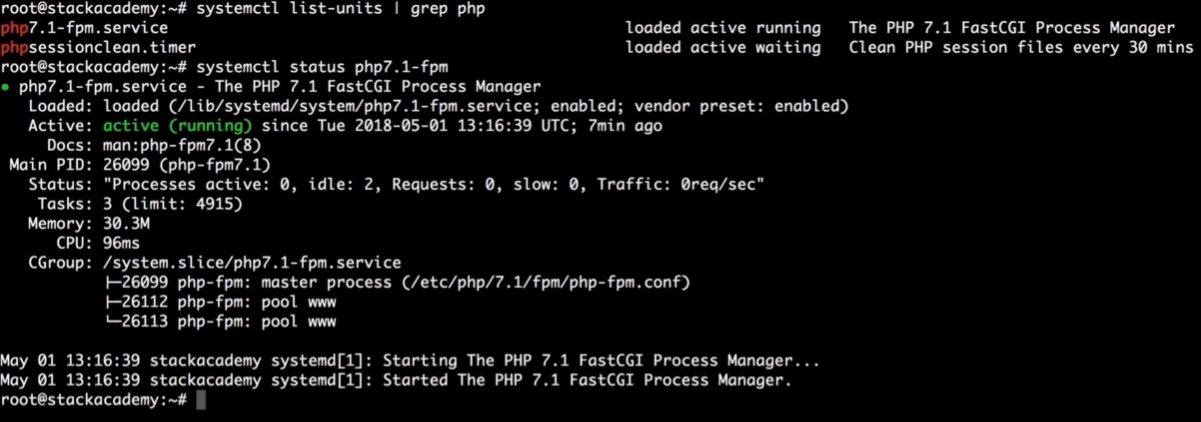 root@stackacademy:~# systemctl list-units | grep php
php7.1-fpm.service loaded active running The PHP 7.1 FastCGI Process Manager
phpsessionclean.timer loaded active waiting Clean PHP session files every 30 mins
root@stackacademy:~# systemctl status php7.1-fpm
● php7.1-fpm.service - The PHP 7.1 FastCGI Process Manager
Loaded: loaded (/lib/systemd/system/php7.1-fpm.service; enabled; vendor preset: enabled)
Active: active (running) since Tue 2018-05-01 13:16:39 UTC; 7min ago
Docs: man:php-fpm7.1(8)
Main PID: 26099 (php-fpm7.1)
Status: "Processes active: 0, idle: 2, Requests: 0, slow: 0, Traffic: 0req/sec"
Tasks: 3 (limit: 4915)
Memory: 30.3M
CPU: 96ms
CGroup: /system.slice/php7.1-fpm.service
├─26099 php-fpm: master process (/etc/php/7.1/fpm/php-fpm.conf)
├─26112 php-fpm: pool www
└─26113 php-fpm: pool www
May 01 13:16:39 stackacademy systemd[1]: Starting The PHP 7.1 FastCGI Process Manager...
May 01 13:16:39 stackacademy systemd[1]: Started The PHP 7.1 FastCGI Process Manager.
root@stackacademy:~#